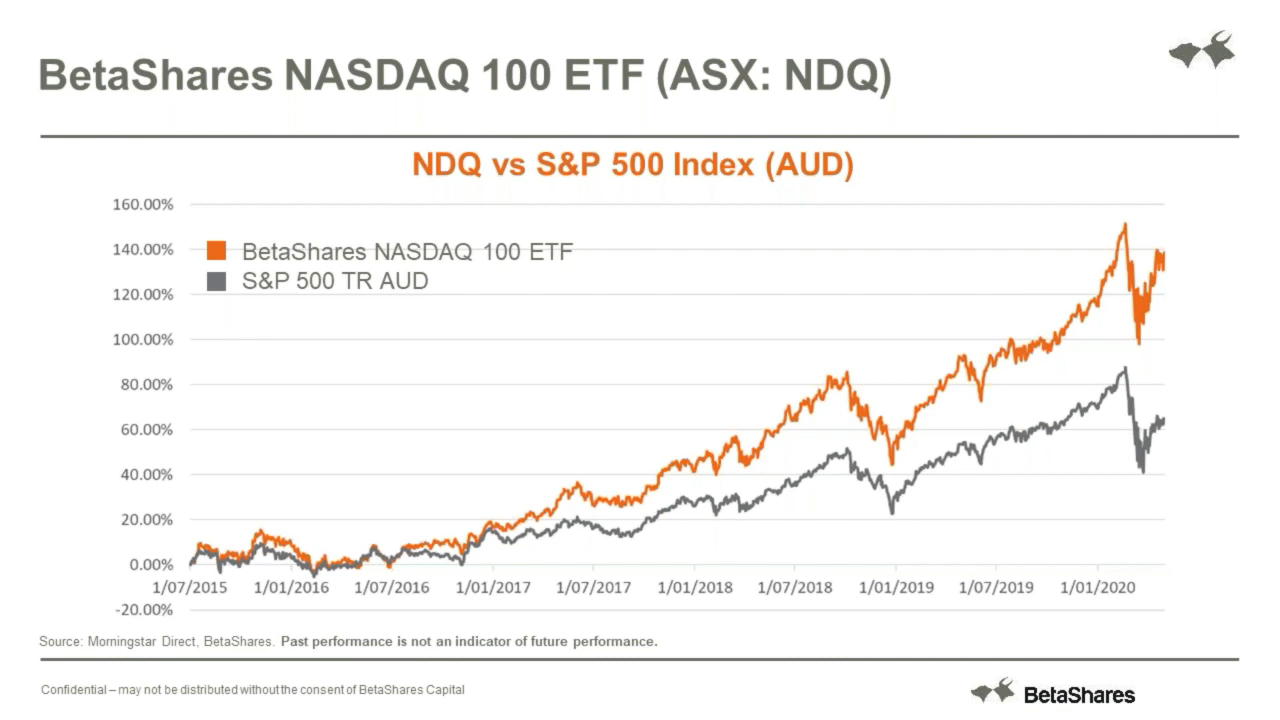 BetaShares NASDAQ 100 ETF (ASX: NDQ)
NDQ vs S&P 500 Index (AUD)
160.00%
140.00%
120.00%
100.00%
80.00%
60.00%
40.00%
20.00%
0.00%
-20.00%
BetaShares NASDAQ 100 ETF
S&P 500 TR AUD
1/07/2015 1/01/2016 1/07/2016 1/01/2017 1/07/2017 1/01/2018 1/07/2018 1/01/2019 1/07/2019 1/01/2020
Source: Morningstar Direct, BetaShares. Past performance is not an indicator of future performance.
Confidential – may not be distributed without the consent of BetaShares Capital
BetaShares